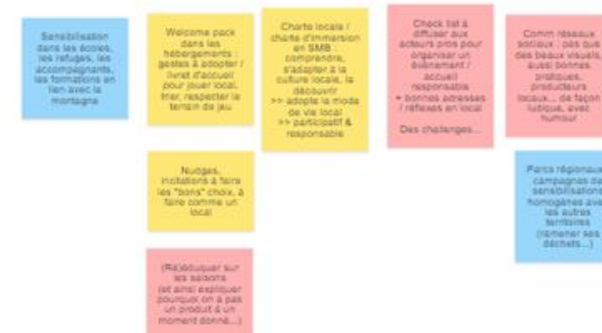 Sensibilisation
dans les écoles,
les refuges, les
accompagnants,
les formations en
lien avec la
montagne
Welcome pack
dans les
hébergements :
gestes à adopter /
livret d'accueil
pour jouer local,
trier, respecter le
terrain de jeu
Charte locale /
charte d'immersion
en SMB :
comprendre,
s'adapter à la
culture locale, la
découvrir
>> adopte le mode
de vie local
>> participatif &
responsable
Check list à
diffuser aux
acteurs pros pour
organiser un
événement /
accueil
responsable
+ bonnes adresses
/ réflexes en local
Des challenges...
Comm réseaux
sociaux : pas que
des beaux visuels,
aussi bonnes
pratiques,
producteurs
locaux... de façon
ludique, avec
humour
Nudges,
incitations à faire
les "bons" choix, à
faire comme un
local
Parcs régionaux
campagnes de
sensibilisations
homogènes avec
les autres
territoires
(ramener ses
déchets...)
(Ré)éduquer sur
les saisons
(et ainsi expliquer
pourquoi on a pas
un produit à un
moment donné...)